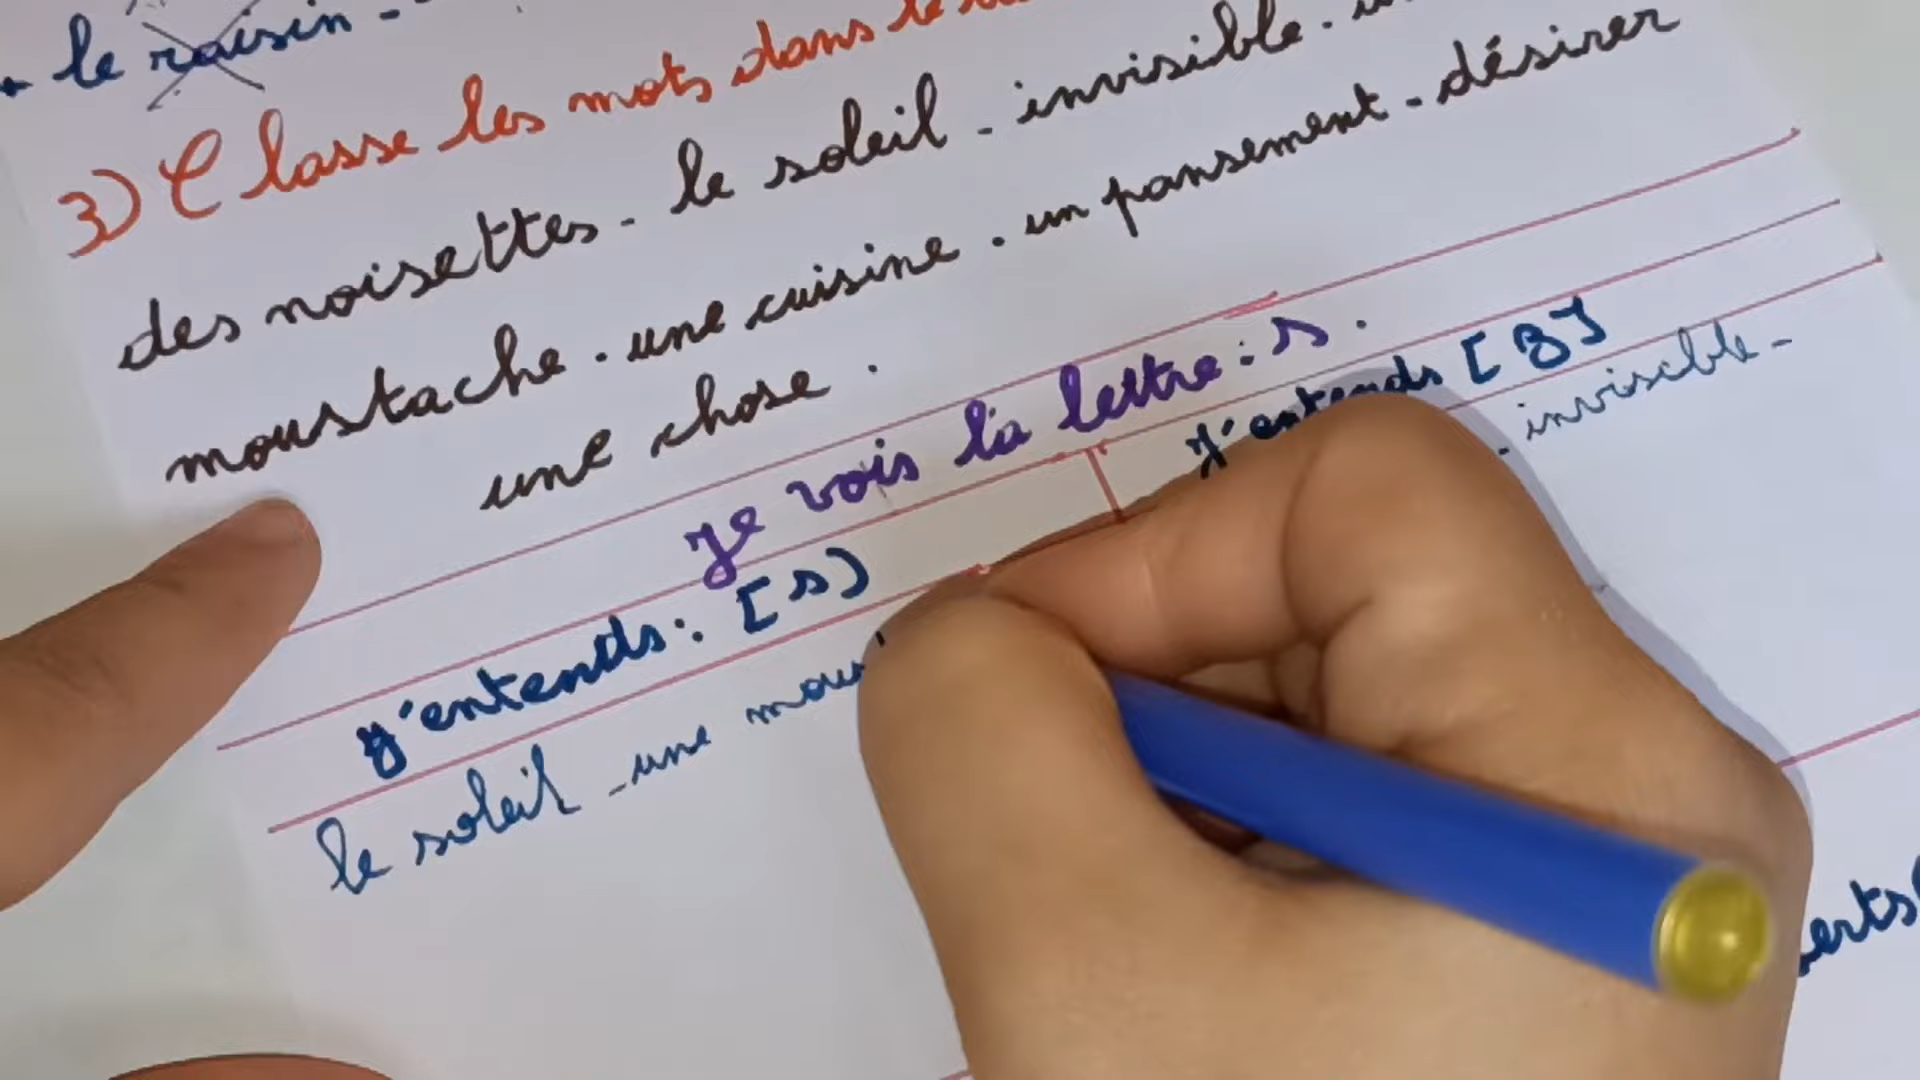 le raisin -
3) Classe les mots dans le
des noisettes - le soleil - invisible -
moustache - une cuisine - un pansement - désirer
une chose .
je vois la lettre : s .
j'entends : [s)
j'entends [z]
le soleil - une mous
. invisible -
erts